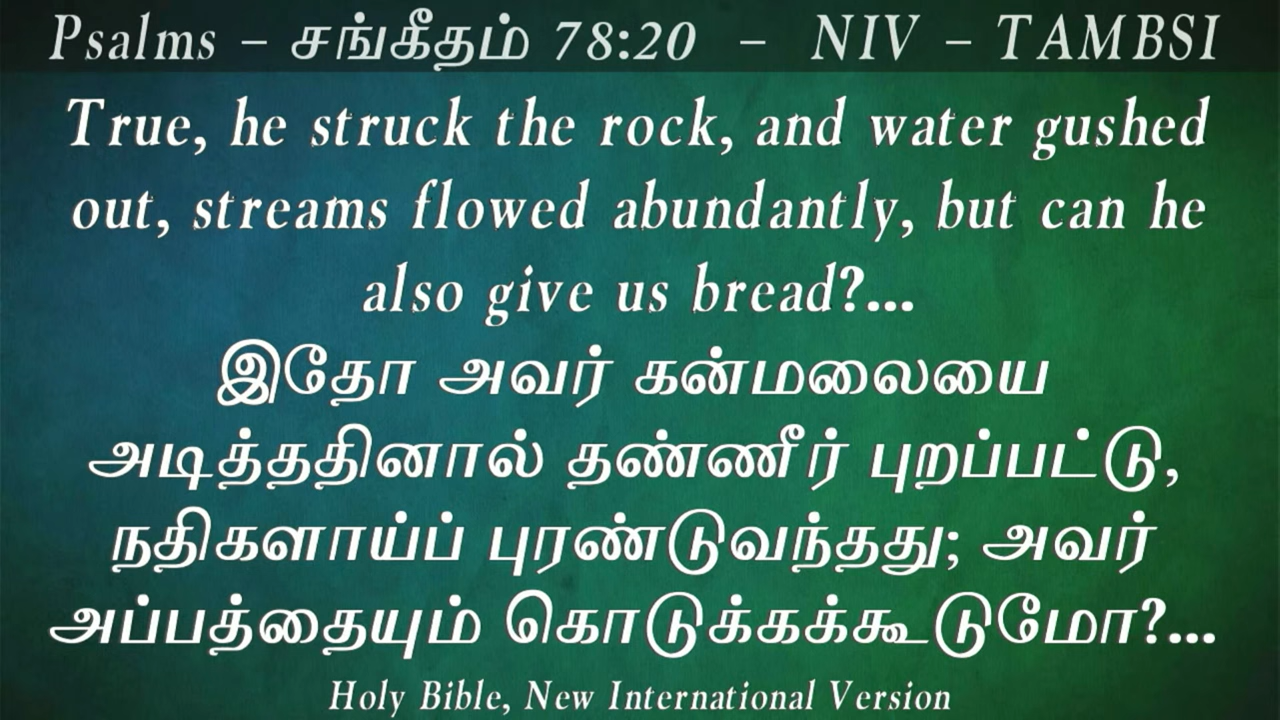 Psalms – சங்கீதம் 78:20 – NIV – TAMBSI
True, he struck the rock, and water gushed
out, streams flowed abundantly, but can he
also give us bread?...
இதோ அவர் கன்மலையை
அடித்ததினால் தண்ணீர் புறப்பட்டு,
நதிகளாய்ப் புரண்டுவந்தது; அவர்
அப்பத்தையும் கொடுக்கக்கூடுமோ?...
Holy Bible, New International Version